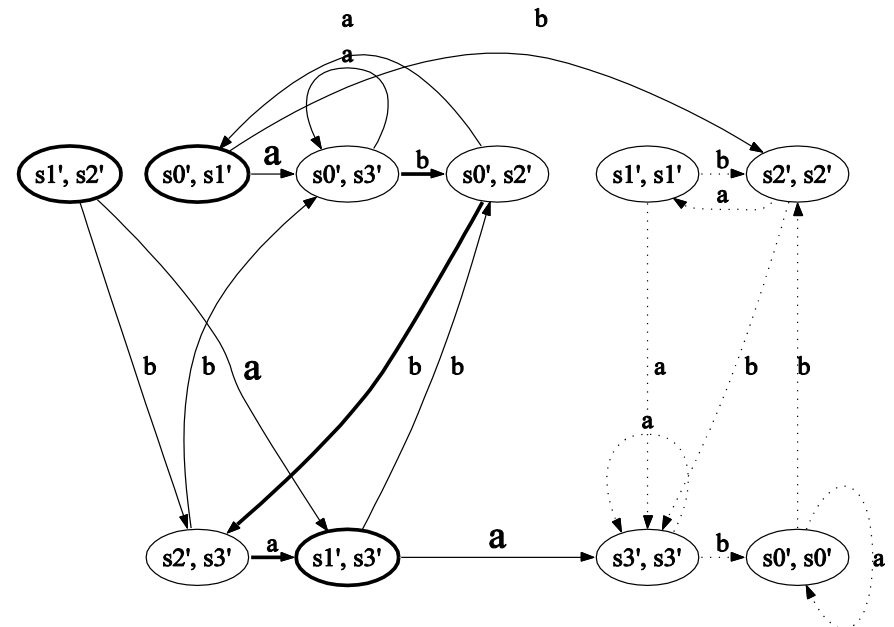 a
b
a
s1', s2'
s0', s1'
a
s0', s3'
b
s0', s2'
s1', s1'
b
s2', s2'
a
b
b
a
b
b
a
b
b
a
s2', s3'
a
s1', s3'
a
s3', s3'
b
s0', s0'
a